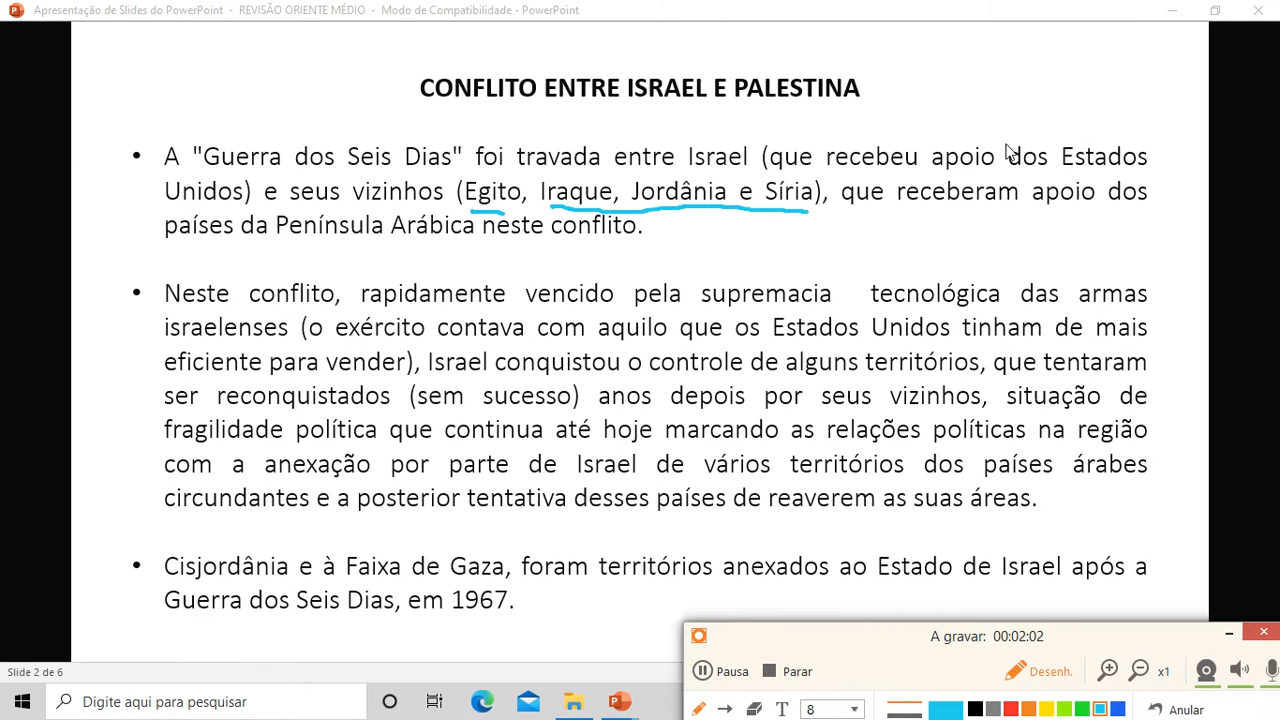 Apresentação de Slides do PowerPoint - REVISÃO ORIENTE MÉDIO - Modo de Compatibilidade - PowerPoint
CONFLITO ENTRE ISRAEL E PALESTINA
• A "Guerra dos Seis Dias" foi travada entre Israel (que recebeu apoio dos Estados
Unidos) e seus vizinhos (Egito, Iraque, Jordânia e Síria), que receberam apoio dos
países da Península Arábica neste conflito.
• Neste conflito, rapidamente vencido pela supremacia tecnológica das armas
israelenses (o exército contava com aquilo que os Estados Unidos tinham de mais
eficiente para vender), Israel conquistou o controle de alguns territórios, que tentaram
ser reconquistados (sem sucesso) anos depois por seus vizinhos, situação de
fragilidade política que continua até hoje marcando as relações políticas na região
com a anexação por parte de Israel de vários territórios dos países árabes
circundantes e a posterior tentativa desses países de reaverem as suas áreas.
• Cisjordânia e à Faixa de Gaza, foram territórios anexados ao Estado de Israel após a
Guerra dos Seis Dias, em 1967.
A gravar: 00:02:02
Slide 2 de 6
Pausa Parar Desenh. x1
Digite aqui para pesquisar
T 8 Anular